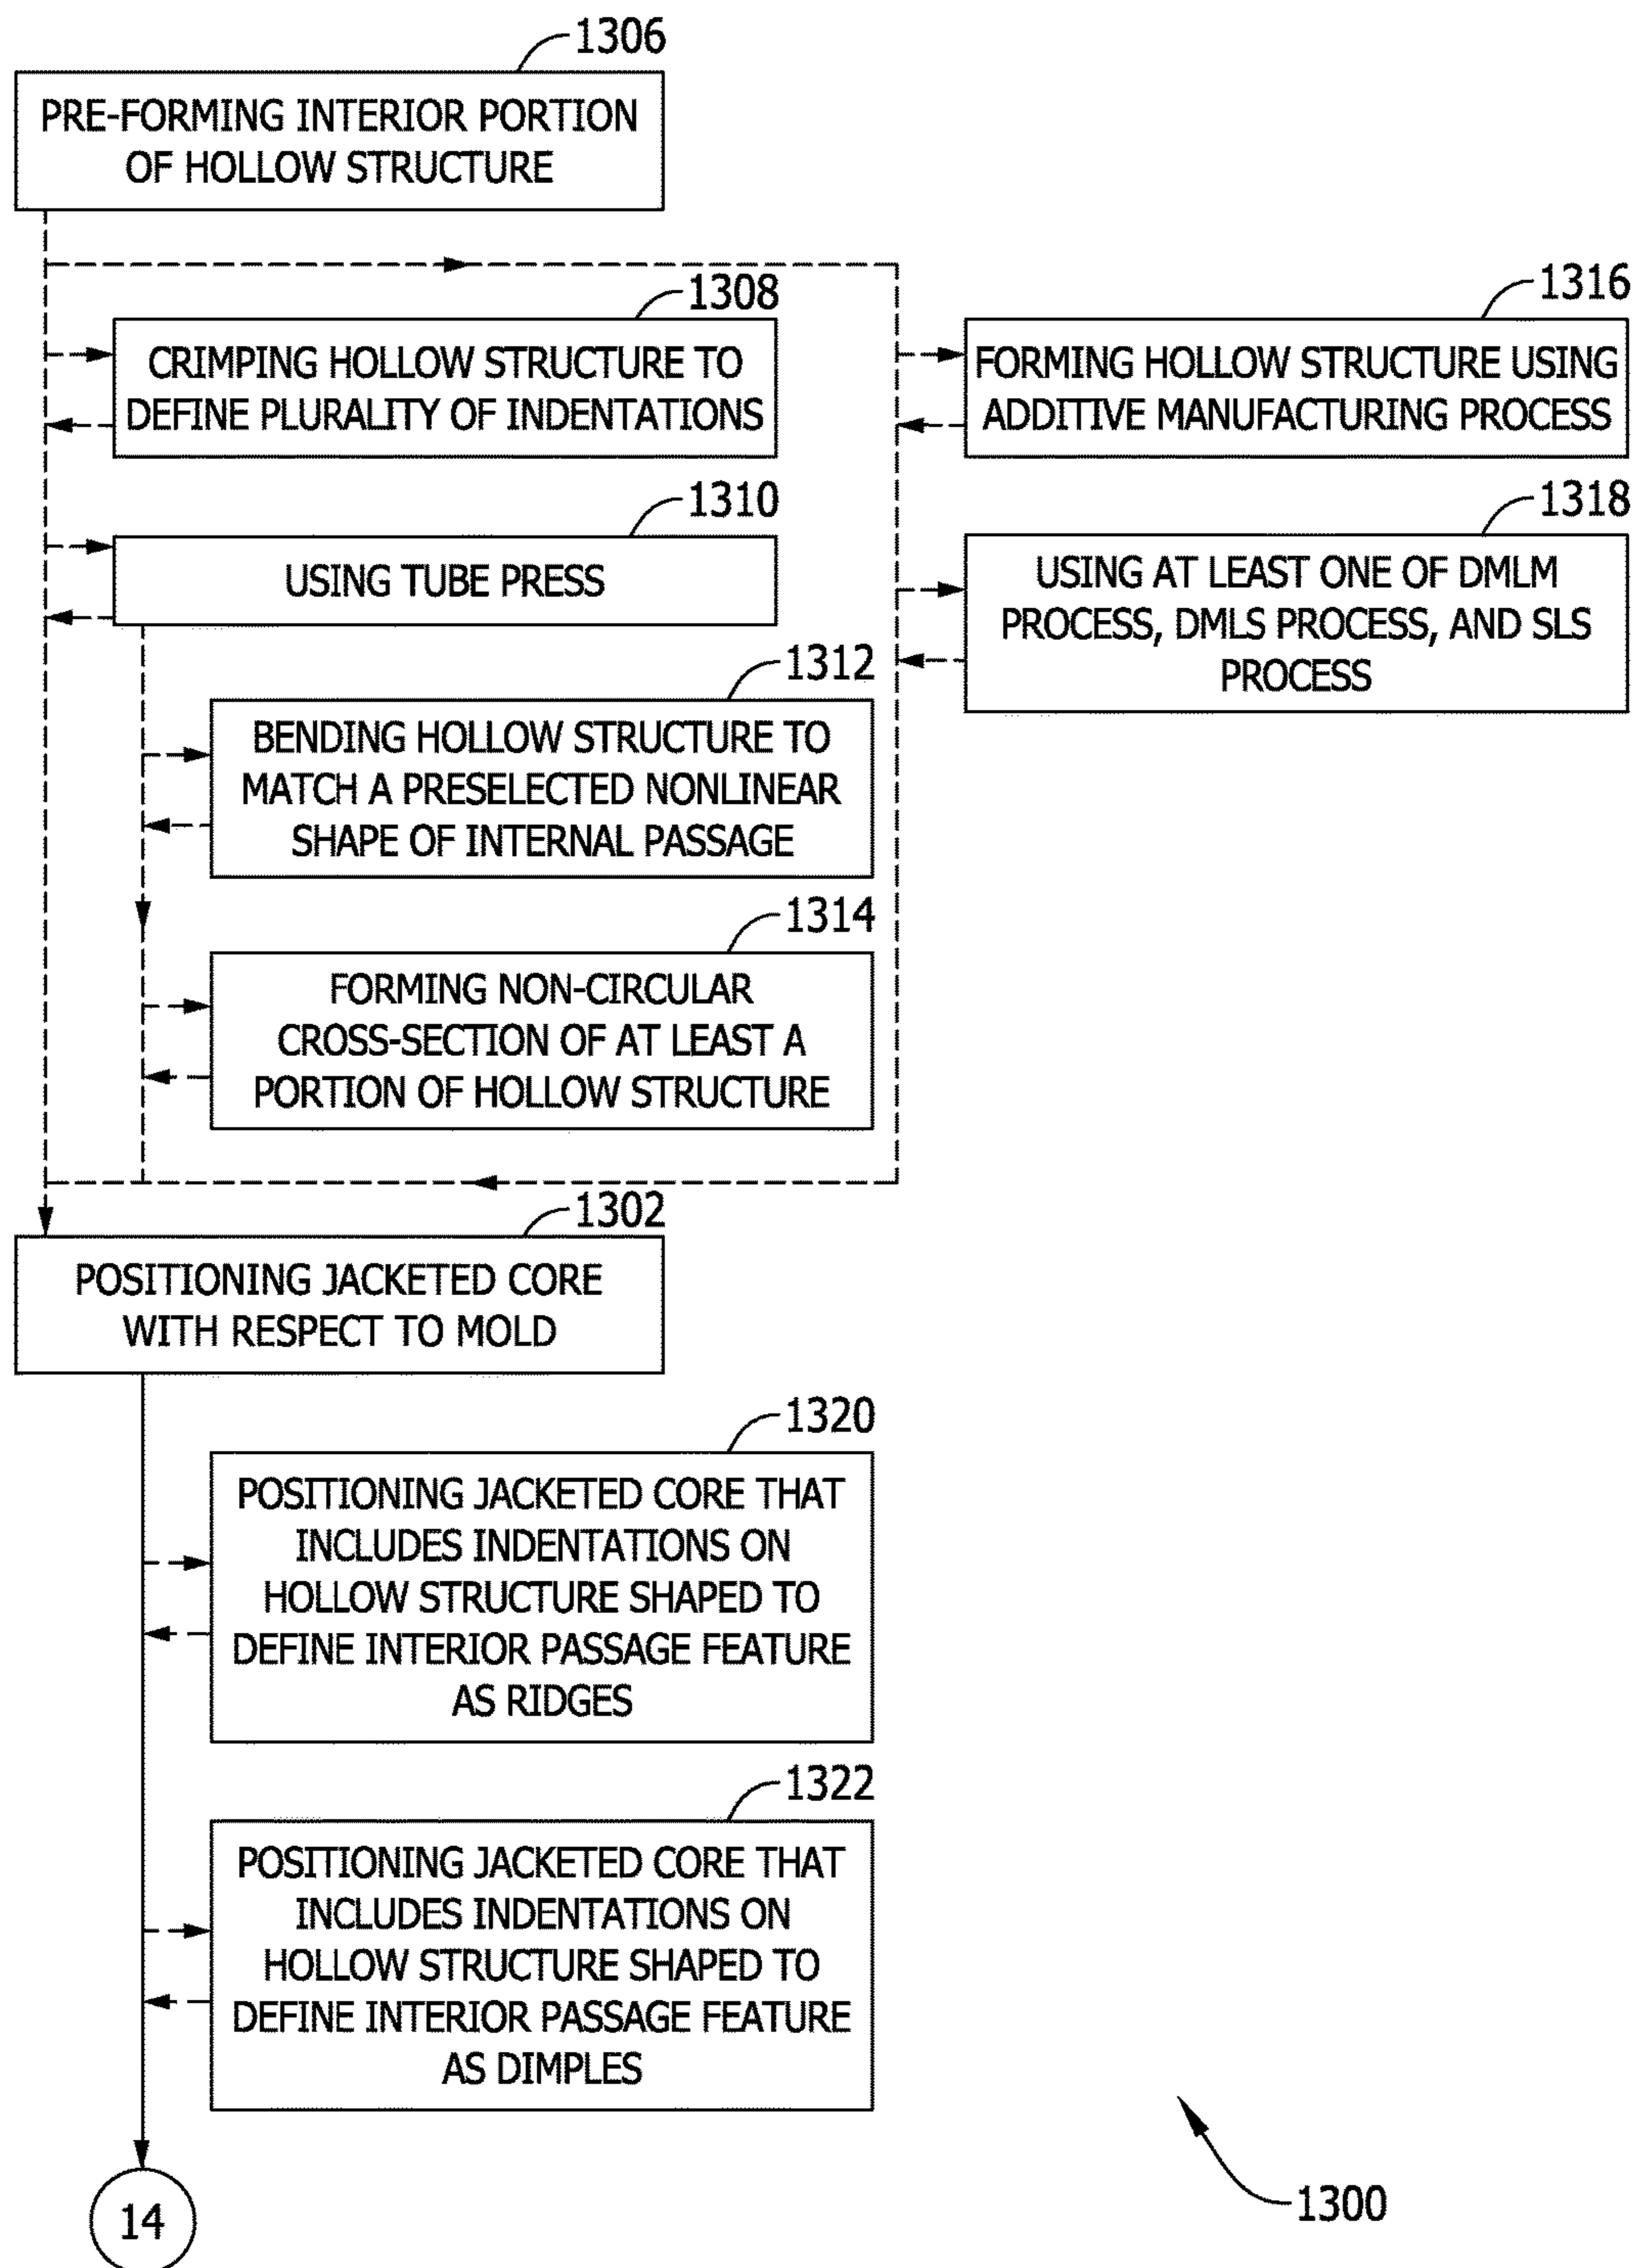 1306
PRE-FORMING INTERIOR PORTION
OF HOLLOW STRUCTURE
1308
CRIMPING HOLLOW STRUCTURE TO
DEFINE PLURALITY OF INDENTATIONS
1316
FORMING HOLLOW STRUCTURE USING
ADDITIVE MANUFACTURING PROCESS
1310
USING TUBE PRESS
1318
USING AT LEAST ONE OF DMLM
PROCESS, DMLS PROCESS, AND SLS
PROCESS
1312
BENDING HOLLOW STRUCTURE TO
MATCH A PRESELECTED NONLINEAR
SHAPE OF INTERNAL PASSAGE
1314
FORMING NON-CIRCULAR
CROSS-SECTION OF AT LEAST A
PORTION OF HOLLOW STRUCTURE
1302
POSITIONING JACKETED CORE
WITH RESPECT TO MOLD
1320
POSITIONING JACKETED CORE THAT
INCLUDES INDENTATIONS ON
HOLLOW STRUCTURE SHAPED TO
DEFINE INTERIOR PASSAGE FEATURE
AS RIDGES
1322
POSITIONING JACKETED CORE THAT
INCLUDES INDENTATIONS ON
HOLLOW STRUCTURE SHAPED TO
DEFINE INTERIOR PASSAGE FEATURE
AS DIMPLES
14
1300